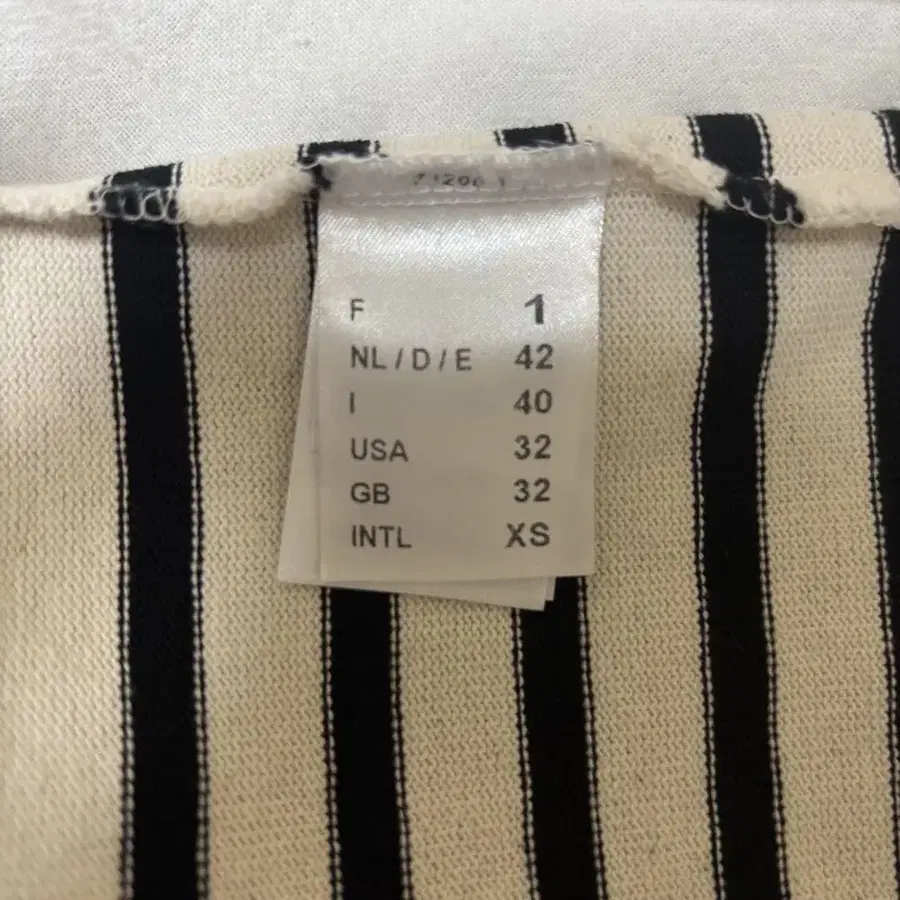 F 1
NL / D / E 42
I 40
USA 32
GB 32
INTL XS